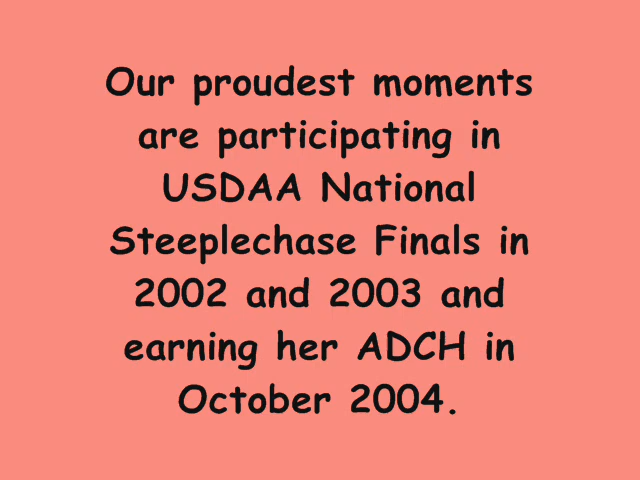 Our proudest moments
are participating in
USDAA National
Steeplechase Finals in
2002 and 2003 and
earning her ADCH in
October 2004.